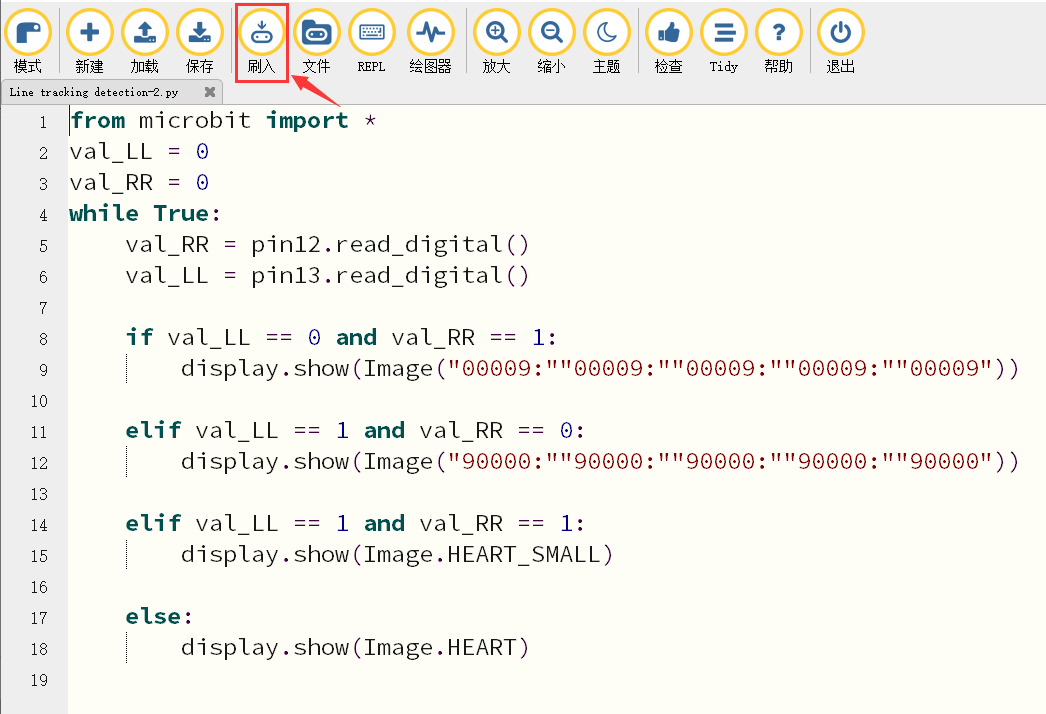 模式 新建 加载 保存 刷入 文件 REPL 绘图器 放大 缩小 主题 检查 Tidy 帮助 退出
Line tracking detection-2.py
1 from microbit import *
2 val_LL = 0
3 val_RR = 0
4 while True:
5     val_RR = pin12.read_digital()
6     val_LL = pin13.read_digital()
7
8     if val_LL == 0 and val_RR == 1:
9         display.show(Image("00009:""00009:""00009:""00009:""00009"))
10
11     elif val_LL == 1 and val_RR == 0:
12         display.show(Image("90000:""90000:""90000:""90000:""90000"))
13
14     elif val_LL == 1 and val_RR == 1:
15         display.show(Image.HEART_SMALL)
16
17     else:
18         display.show(Image.HEART)
19